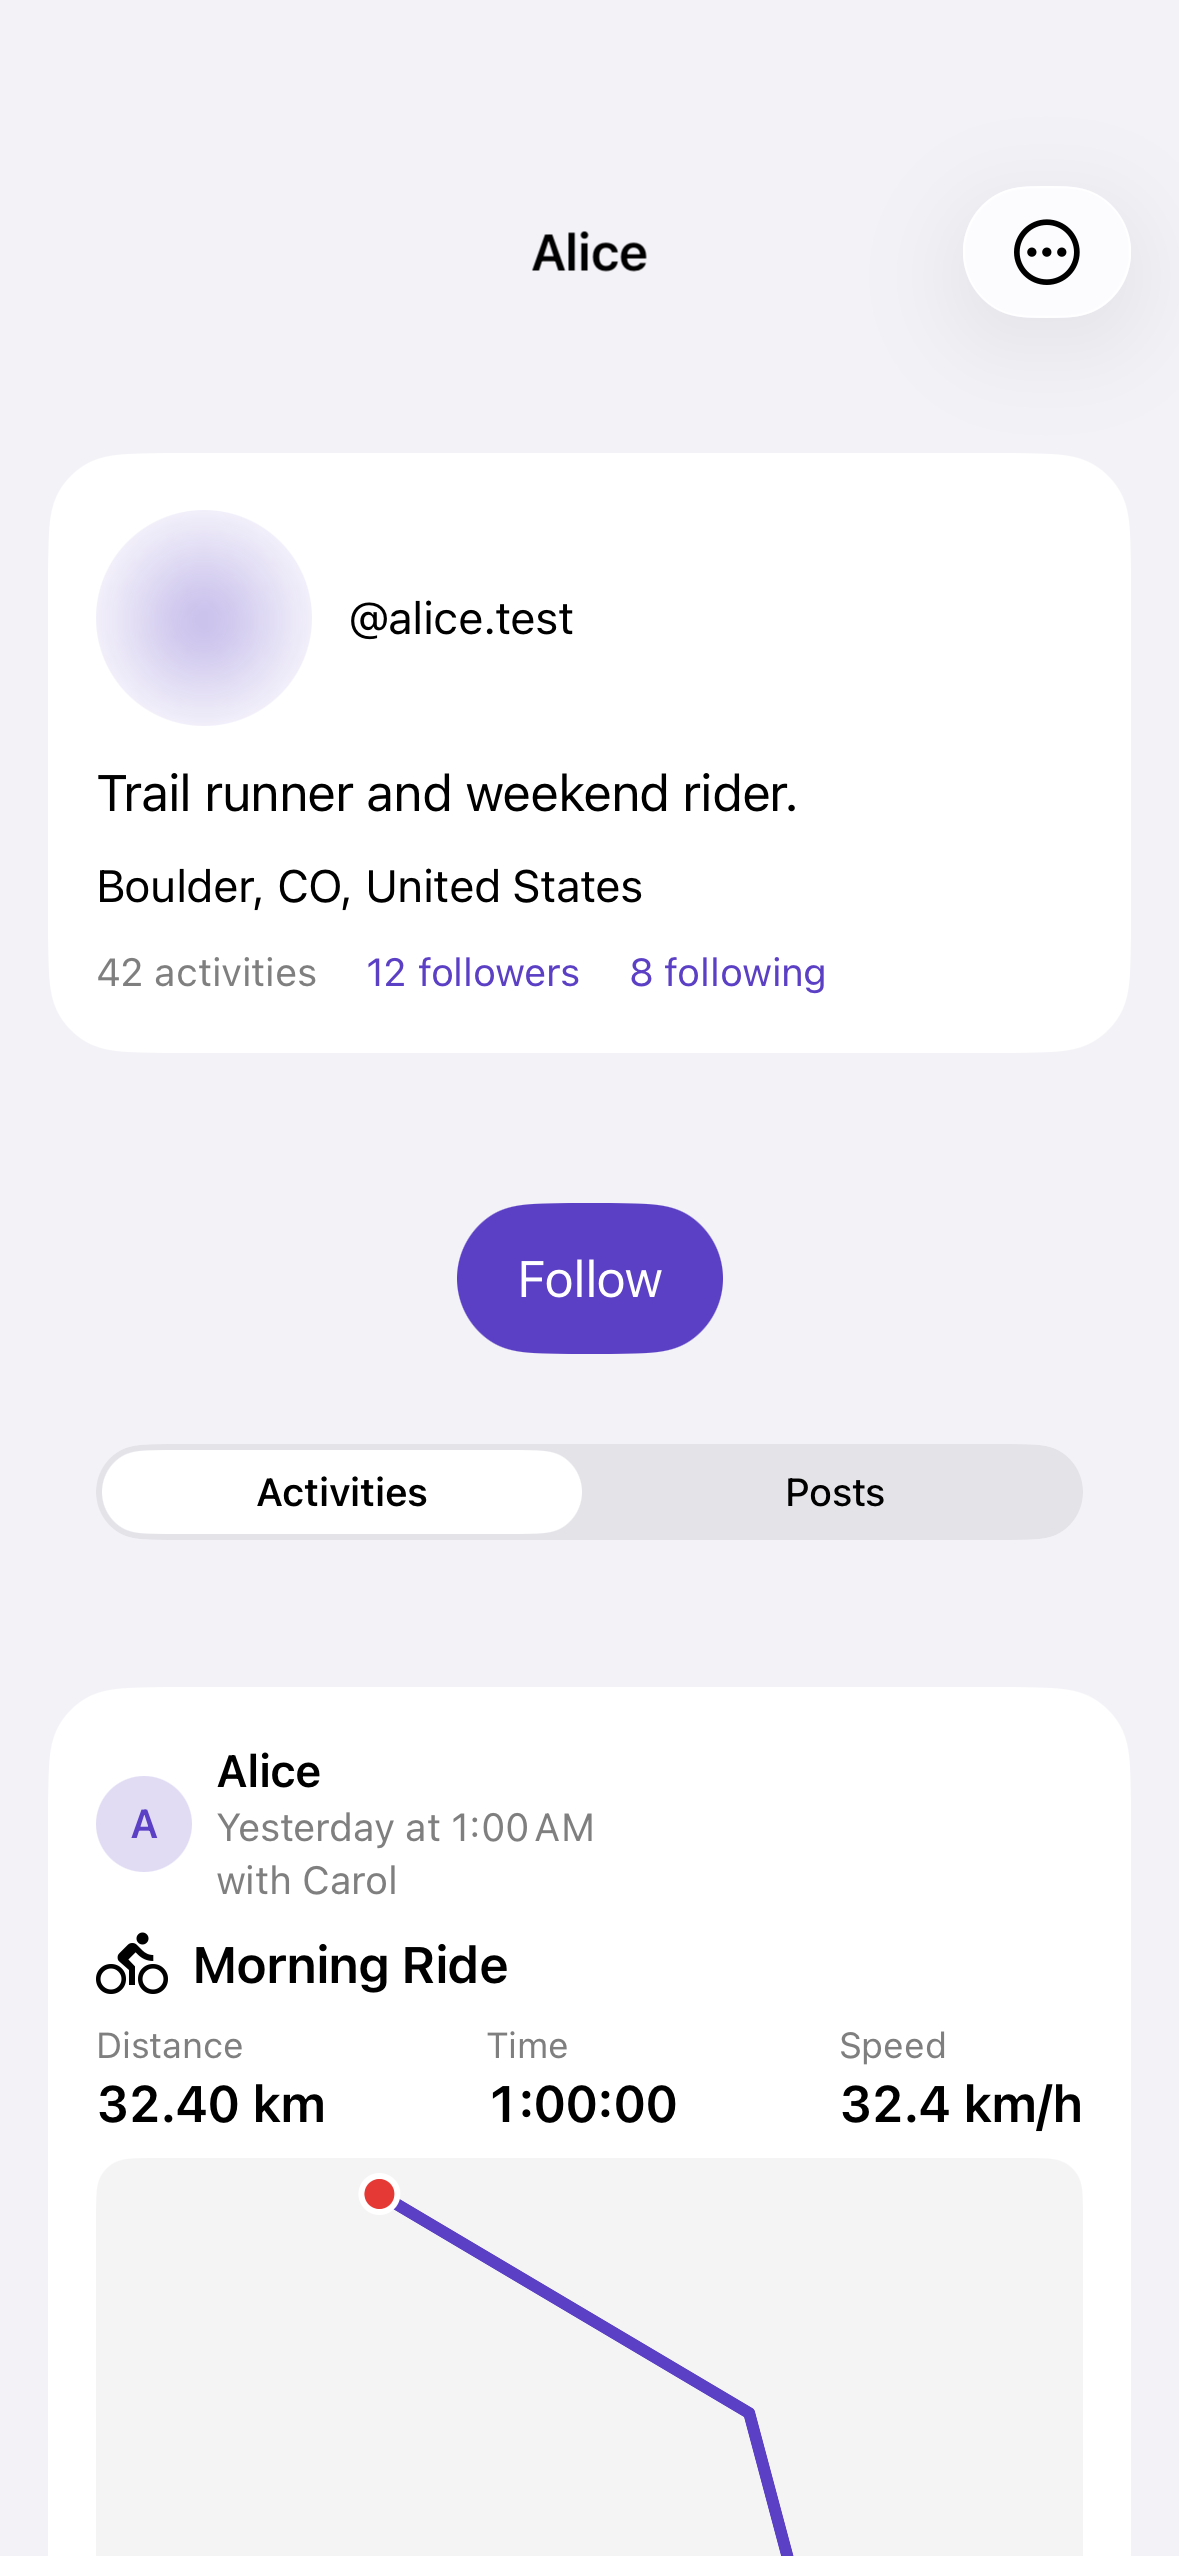 Alice
@alice.test
Trail runner and weekend rider.
Boulder, CO, United States
42 activities 12 followers 8 following
Follow
Activities Posts
A
Alice
Yesterday at 1:00 AM
with Carol
Morning Ride
Distance Time Speed
32.40 km 1:00:00 32.4 km/h